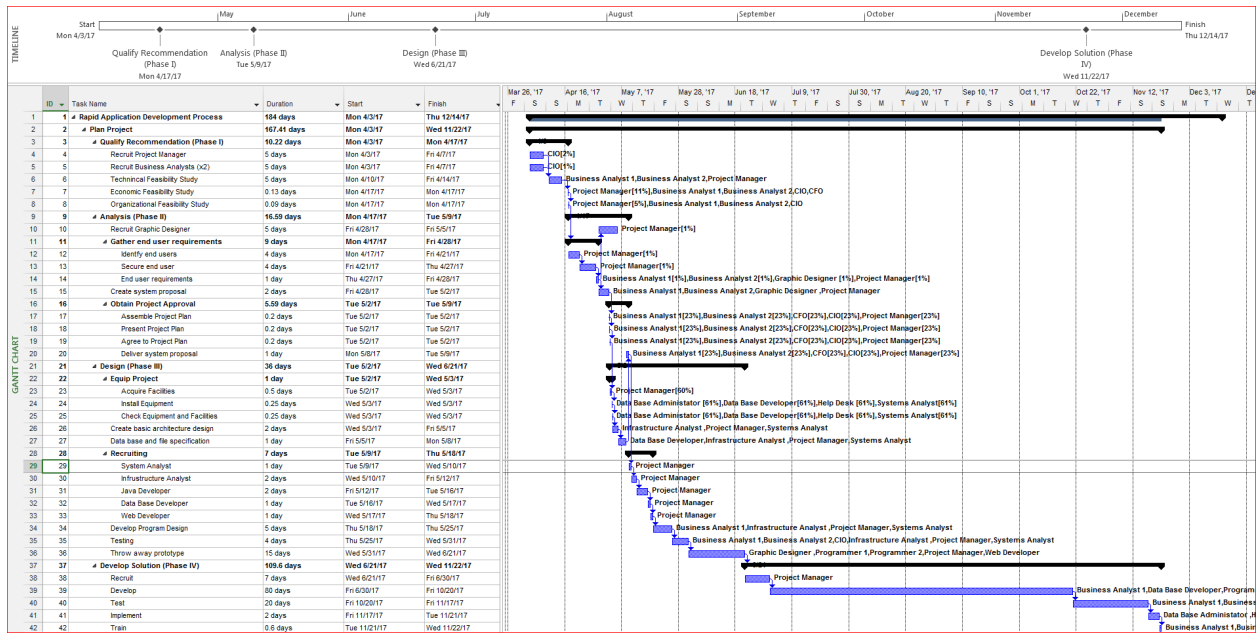 TIMELINE
May June July August September October November December
Start
Mon 4/3/17
Finish
Thu 12/14/17
Qualify Recommendation (Phase I)
Mon 4/17/17
Analysis (Phase II)
Tue 5/9/17
Design (Phase III)
Wed 6/21/17
Develop Solution (Phase IV)
Wed 11/22/17
GANTT CHART
ID Task Name Duration Start Finish
Mar 26, '17 Apr 16, '17 May 7, '17 May 28, '17 Jun 18, '17 Jul 9, '17 Jul 30, '17 Aug 20, '17 Sep 10, '17 Oct 1, '17 Oct 22, '17 Nov 12, '17 Dec 3, '17 De
F S S M T W T F S S M T W T F S S M T W T F S S M T W T F S S M T W T F S S M T W T
1 1 Rapid Application Development Process 184 days Mon 4/3/17 Thu 12/14/17
2 2 Plan Project 167.41 days Mon 4/3/17 Wed 11/22/17
3 3 Qualify Recommendation (Phase I) 10.22 days Mon 4/3/17 Mon 4/17/17
4 4 Recruit Project Manager 5 days Mon 4/3/17 Fri 4/7/17 CIO[2%]
5 5 Recruit Business Analysts (x2) 5 days Mon 4/3/17 Fri 4/7/17 CIO[1%]
6 6 Technincal Feasibility Study 5 days Mon 4/10/17 Fri 4/14/17 Business Analyst 1,Business Analyst 2,Project Manager
7 7 Economic Feasibility Study 0.13 days Mon 4/17/17 Mon 4/17/17 Project Manager[11%],Business Analyst 1,Business Analyst 2,CIO,CFO
8 8 Organizational Feasibility Study 0.09 days Mon 4/17/17 Mon 4/17/17 Project Manager[5%],Business Analyst 1,Business Analyst 2,CIO
9 9 Analysis (Phase II) 16.59 days Mon 4/17/17 Tue 5/9/17
10 10 Recruit Graphic Designer 5 days Fri 4/28/17 Fri 5/5/17 Project Manager[1%]
11 11 Gather end user requirements 9 days Mon 4/17/17 Fri 4/28/17
12 12 Identify end users 4 days Mon 4/17/17 Fri 4/21/17 Project Manager[1%]
13 13 Secure end user 4 days Fri 4/21/17 Thu 4/27/17 Project Manager[1%]
14 14 End user requirements 1 day Thu 4/27/17 Fri 4/28/17 Business Analyst 1[1%],Business Analyst 2[1%],Graphic Designer [1%],Project Manager[1%]
15 15 Create system proposal 2 days Fri 4/28/17 Tue 5/2/17 Business Analyst 1,Business Analyst 2,Graphic Designer ,Project Manager
16 16 Obtain Project Approval 5.59 days Tue 5/2/17 Tue 5/9/17
17 17 Assemble Project Plan 0.2 days Tue 5/2/17 Tue 5/2/17 Business Analyst 1[23%],Business Analyst 2[23%],CFO[23%],CIO[23%],Project Manager[23%]
18 18 Present Project Plan 0.2 days Tue 5/2/17 Tue 5/2/17 Business Analyst 1[23%],Business Analyst 2[23%],CFO[23%],CIO[23%],Project Manager[23%]
19 19 Agree to Project Plan 0.2 days Tue 5/2/17 Tue 5/2/17 Business Analyst 1[23%],Business Analyst 2[23%],CFO[23%],CIO[23%],Project Manager[23%]
20 20 Deliver system proposal 1 day Mon 5/8/17 Tue 5/9/17 Business Analyst 1[23%],Business Analyst 2[23%],CFO[23%],CIO[23%],Project Manager[23%]
21 21 Design (Phase III) 36 days Tue 5/2/17 Wed 6/21/17
22 22 Equip Project 1 day Tue 5/2/17 Wed 5/3/17
23 23 Acquire Facilities 0.5 days Tue 5/2/17 Wed 5/3/17 Project Manager[60%]
24 24 Install Equipment 0.25 days Wed 5/3/17 Wed 5/3/17 Data Base Administator [61%],Data Base Developer[61%],Help Desk [61%],Systems Analyst[61%]
25 25 Check Equipment and Facilities 0.25 days Wed 5/3/17 Wed 5/3/17 Data Base Administator [61%],Data Base Developer[61%],Help Desk [61%],Systems Analyst[61%]
26 26 Create basic architecture design 2 days Wed 5/3/17 Fri 5/5/17 Infrastructure Analyst ,Project Manager,Systems Analyst
27 27 Data base and file specification 1 day Fri 5/5/17 Mon 5/8/17 Data Base Developer,Infrastructure Analyst ,Project Manager,Systems Analyst
28 28 Recruiting 7 days Tue 5/9/17 Thu 5/18/17
29 29 System Analyst 1 day Tue 5/9/17 Wed 5/10/17 Project Manager
30 30 Infrustructure Analyst 2 days Wed 5/10/17 Fri 5/12/17 Project Manager
31 31 Java Developer 2 days Fri 5/12/17 Tue 5/16/17 Project Manager
32 32 Data Base Developer 1 day Tue 5/16/17 Wed 5/17/17 Project Manager
33 33 Web Developer 1 day Wed 5/17/17 Thu 5/18/17 Project Manager
34 34 Develop Program Design 5 days Thu 5/18/17 Thu 5/25/17 Business Analyst 1,Infrastructure Analyst ,Project Manager,Systems Analyst
35 35 Testing 4 days Thu 5/25/17 Wed 5/31/17 Business Analyst 1,Business Analyst 2,CIO,Infrastructure Analyst ,Project Manager,Systems Analyst
36 36 Throw away prototype 15 days Wed 5/31/17 Wed 6/21/17 Graphic Designer ,Programmer 1,Programmer 2,Project Manager,Web Developer
37 37 Develop Solution (Phase IV) 109.6 days Wed 6/21/17 Wed 11/22/17
38 38 Recruit 7 days Wed 6/21/17 Fri 6/30/17 Project Manager
39 39 Develop 80 days Fri 6/30/17 Fri 10/20/17 Business Analyst 1,Data Base Developer,Program
40 40 Test 20 days Fri 10/20/17 Fri 11/17/17 Business Analyst 1,Busines
41 41 Implement 2 days Fri 11/17/17 Tue 11/21/17 Data Base Administator ,H
42 42 Train 0.6 days Tue 11/21/17 Wed 11/22/17 Business Analyst 1,Busi